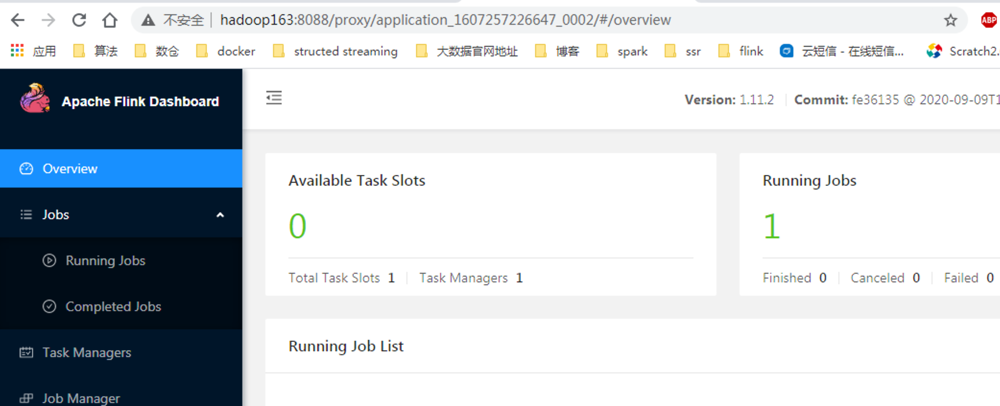 不安全 hadoop163:8088/proxy/application_1607257226647_0002/#/overview ABP
应用 算法 数仓 docker structed streaming 大数据官网地址 博客 spark ssr flink 云短信 - 在线短信... Scratch2.
Apache Flink Dashboard
Version: 1.11.2 Commit: fe36135 @ 2020-09-09T1
Overview
Jobs
Running Jobs
Completed Jobs
Task Managers
Job Manager
Available Task Slots
0
Total Task Slots 1 Task Managers 1
Running Jobs
1
Finished 0 Canceled 0 Failed 0
Running Job List